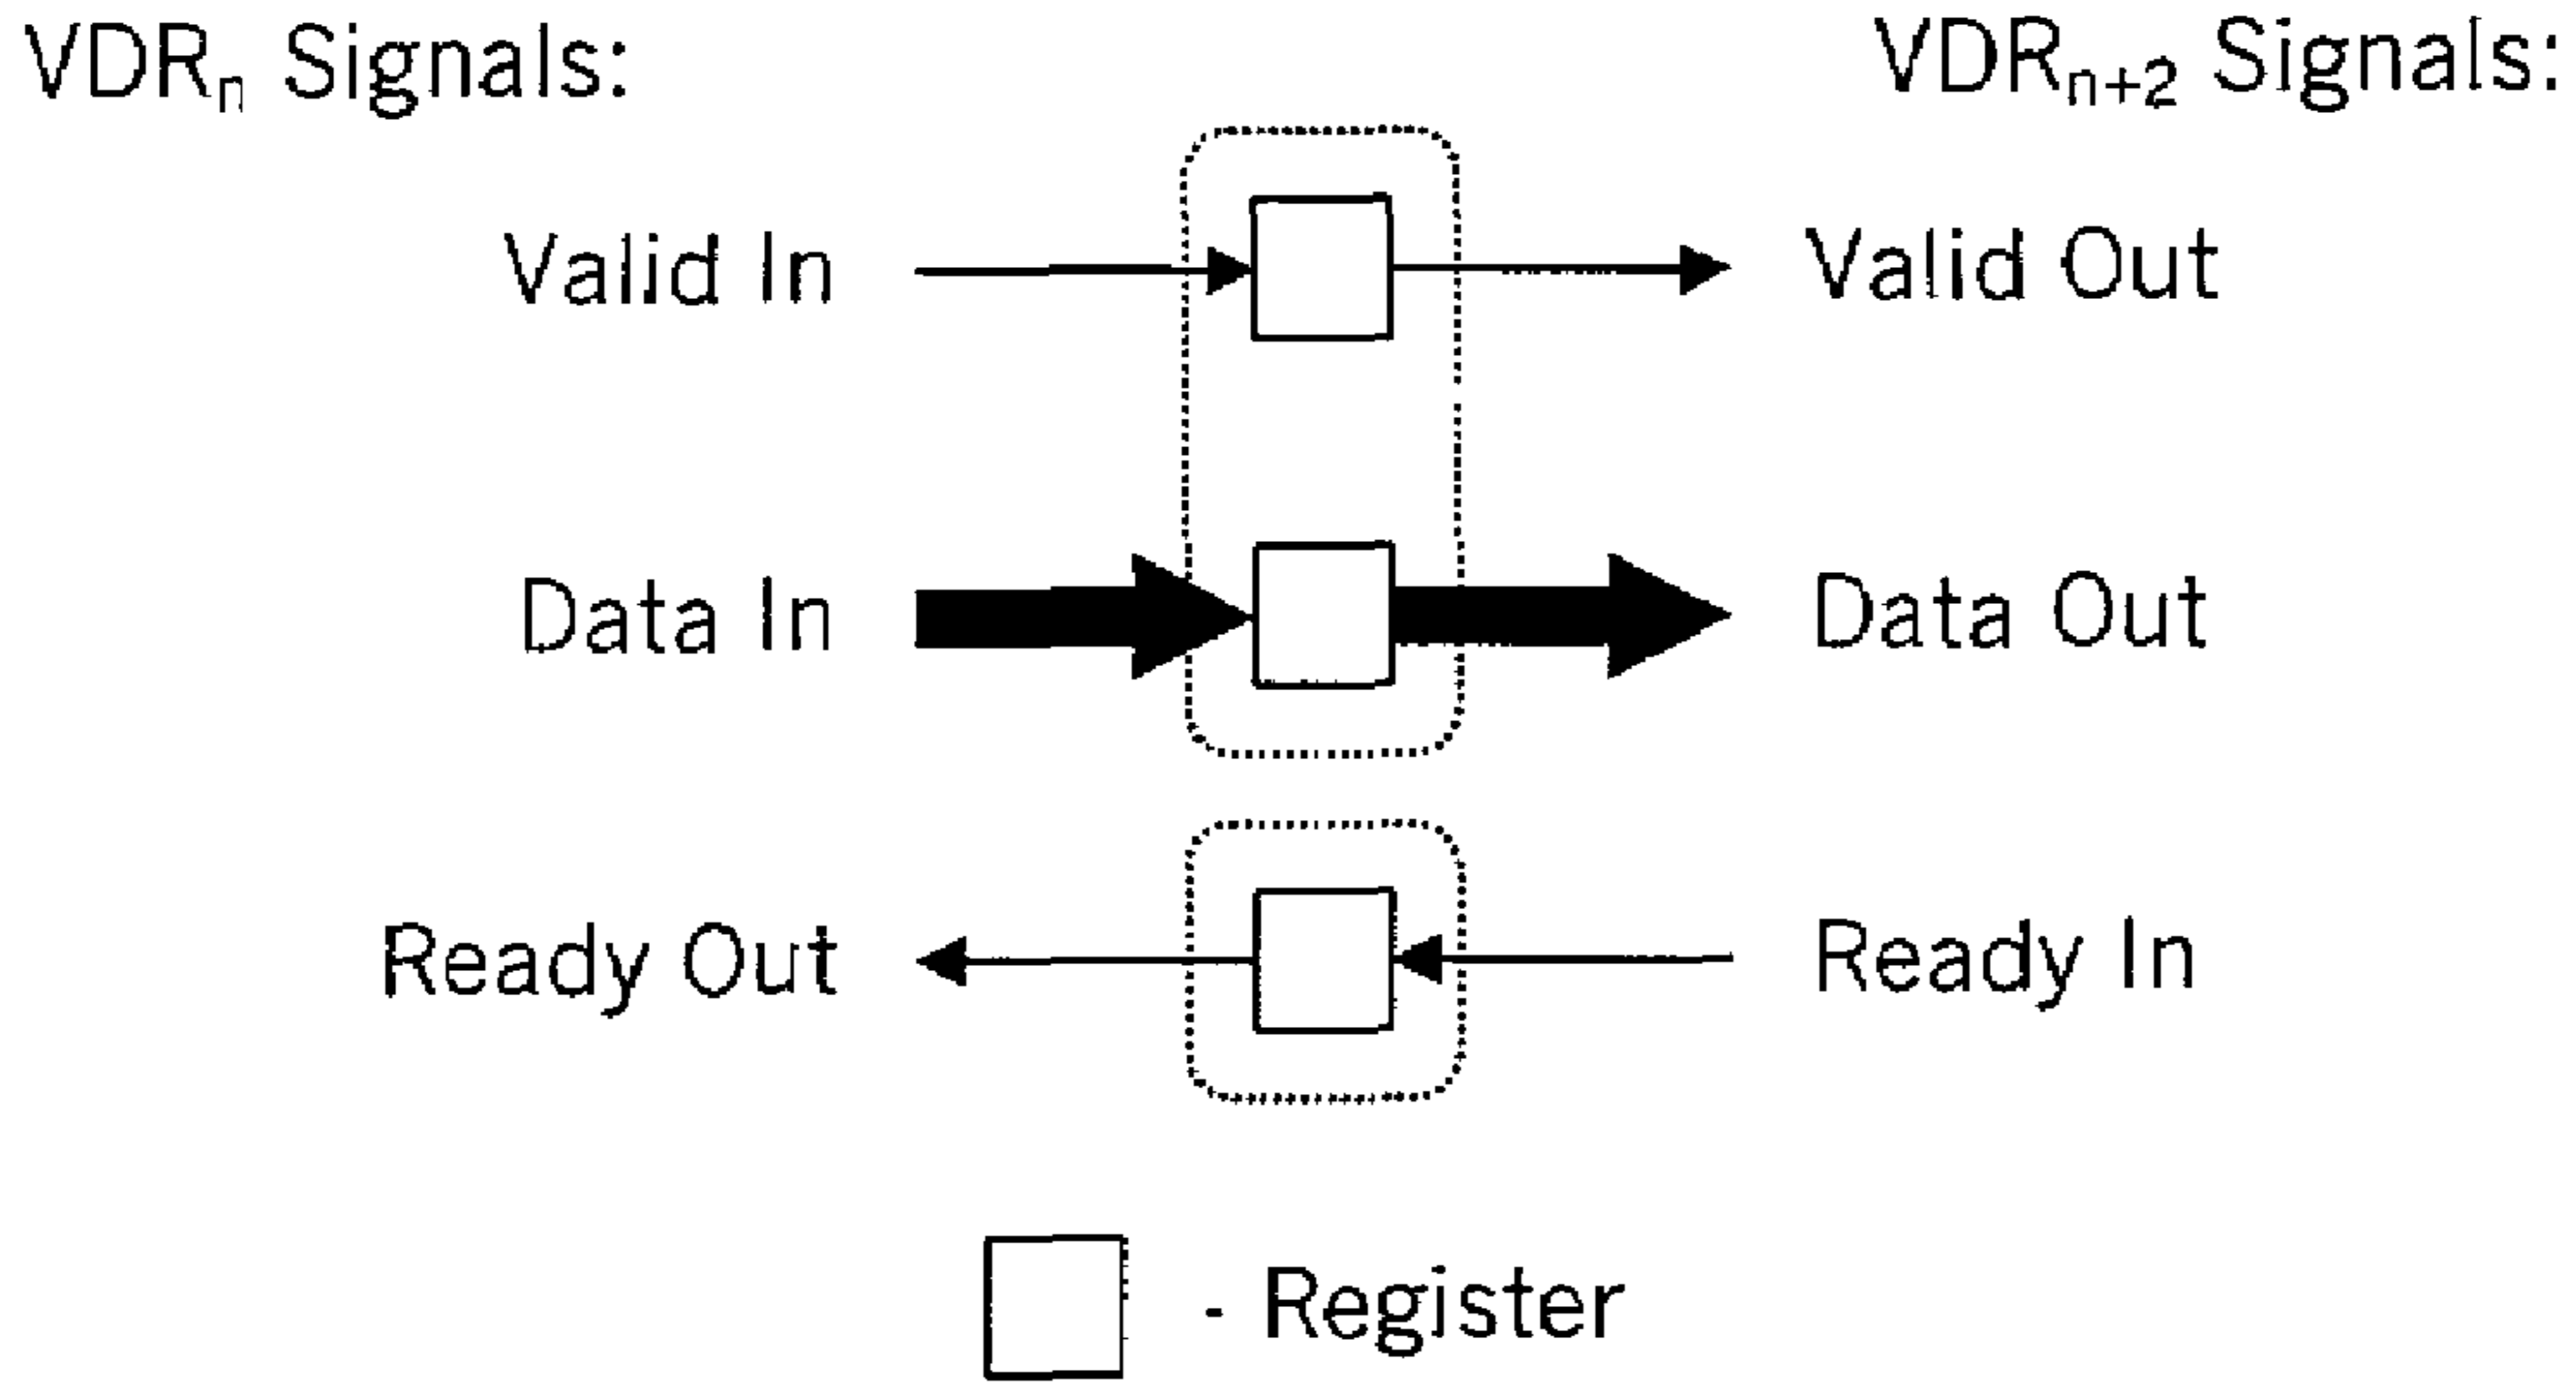 VDRn Signals:
VDRn+2 Signals:
Valid In
Valid Out
Data In
Data Out
Ready Out
Ready In
- Register